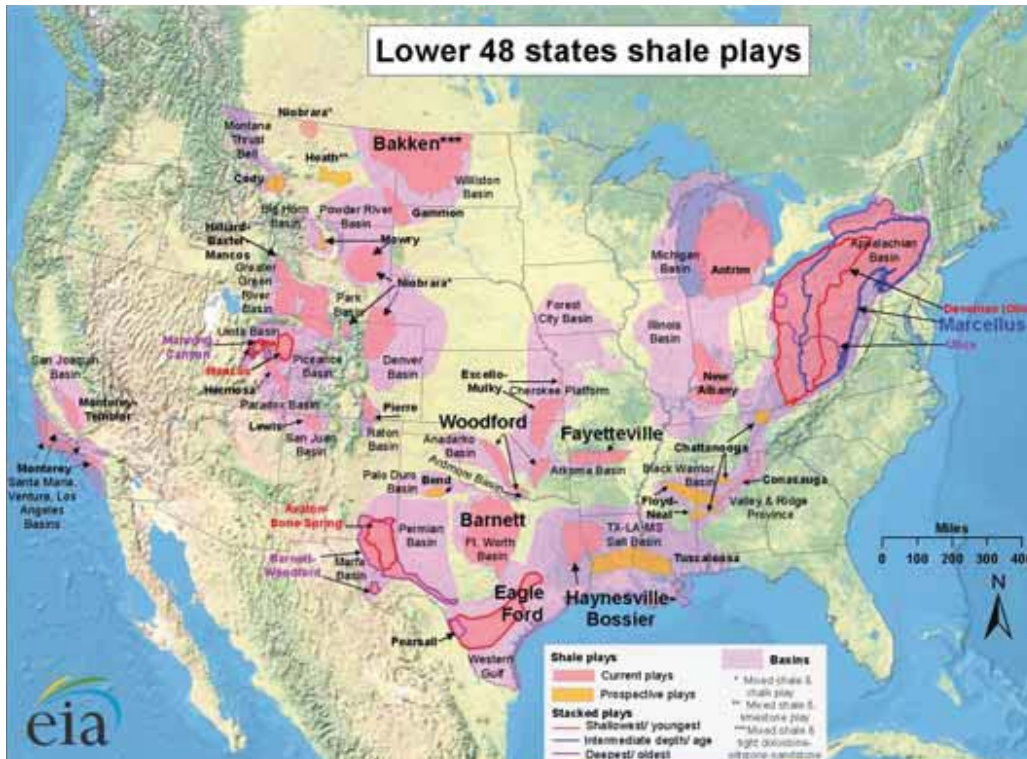 Lower 48 states shale plays
Niobrara*
Montana
Thrust
Belt
Bakken***
Heath**
Cody
Williston
Basin
Big Horn
Basin
Powder River
Basin
Gammon
Hilliard-
Baxter-
Mancos
Mowry
Greater
Green
River
Basin
Niobrara*
Park
Basin
Michigan
Basin
Antrim
Appalachian
Basin
Devonian (Ohio
Marcellus
Utica
Forest
City Basin
Illinois
Basin
Uinta Basin
Manning
Canyon
Mancos
Piceance
Basin
Denver
Basin
San Joaquin
Basin
Hermosa
Paradox Basin
Excello-
Mulky
Cherokee Platform
New
Albany
Monterey-
Temblor
Lewis
San Juan
Basin
Pierre
Raton
Basin
Woodford
Anadarko
Basin
Fayetteville
Chattanooga
Arkoma Basin
Black Warrior
Basin
Conasauga
Monterey
Santa Maria,
Ventura, Los
Angeles
Basins
Palo Duro
Basin
Bend
Ardmore Basin
Floyd-
Neal
Valley & Ridge
Province
Avalon-
Bone Spring
Permian
Basin
Barnett
Ft. Worth
Basin
TX-LA-MS
Salt Basin
Tuscaloosa
Barnett-
Woodford
Marfa
Basin
Eagle
Ford
Haynesville-
Bossier
Pearsall
Western
Gulf
Miles
0 100 200 300 400
N
Shale plays
Current plays
Prospective plays
Stacked plays
Shallowest/ youngest
Intermediate depth/ age
Deepest/ oldest
Basins
* Mixed shale &
chalk play
** Mixed shale &
limestone play
***Mixed shale &
tight dolostone-
siltstone-sandstone
eia